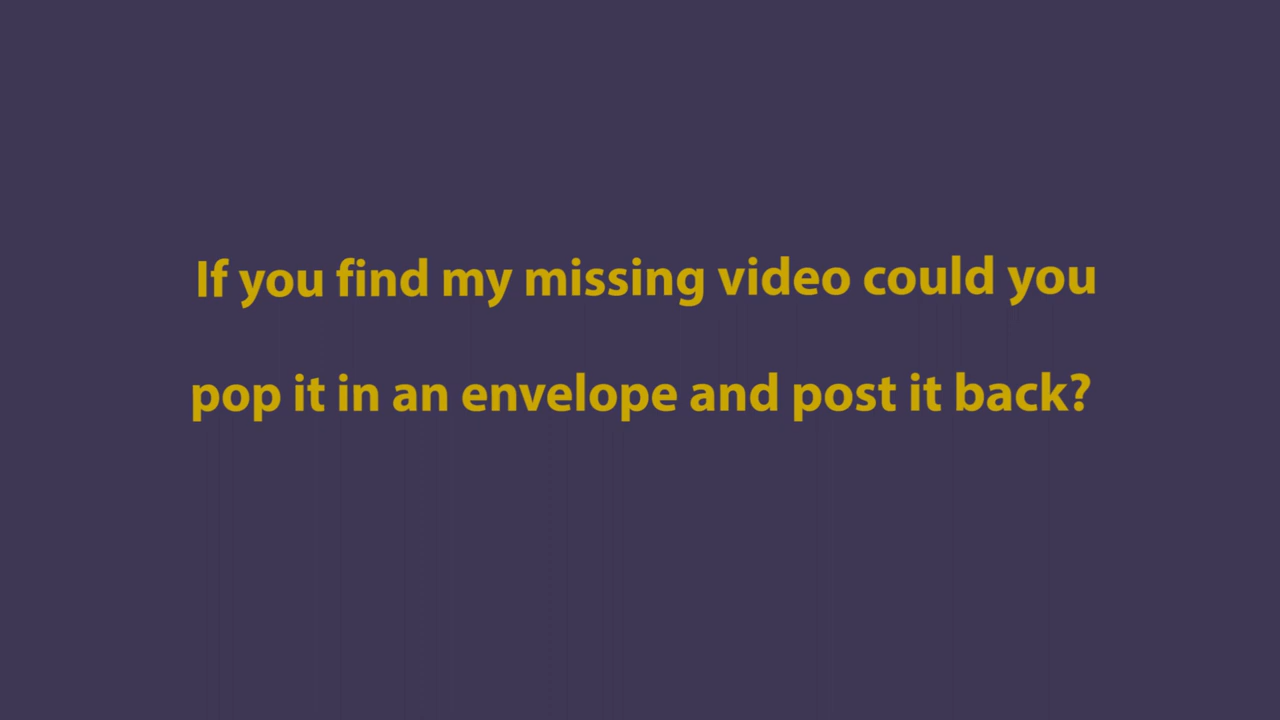 If you find my missing video could you
pop it in an envelope and post it back?